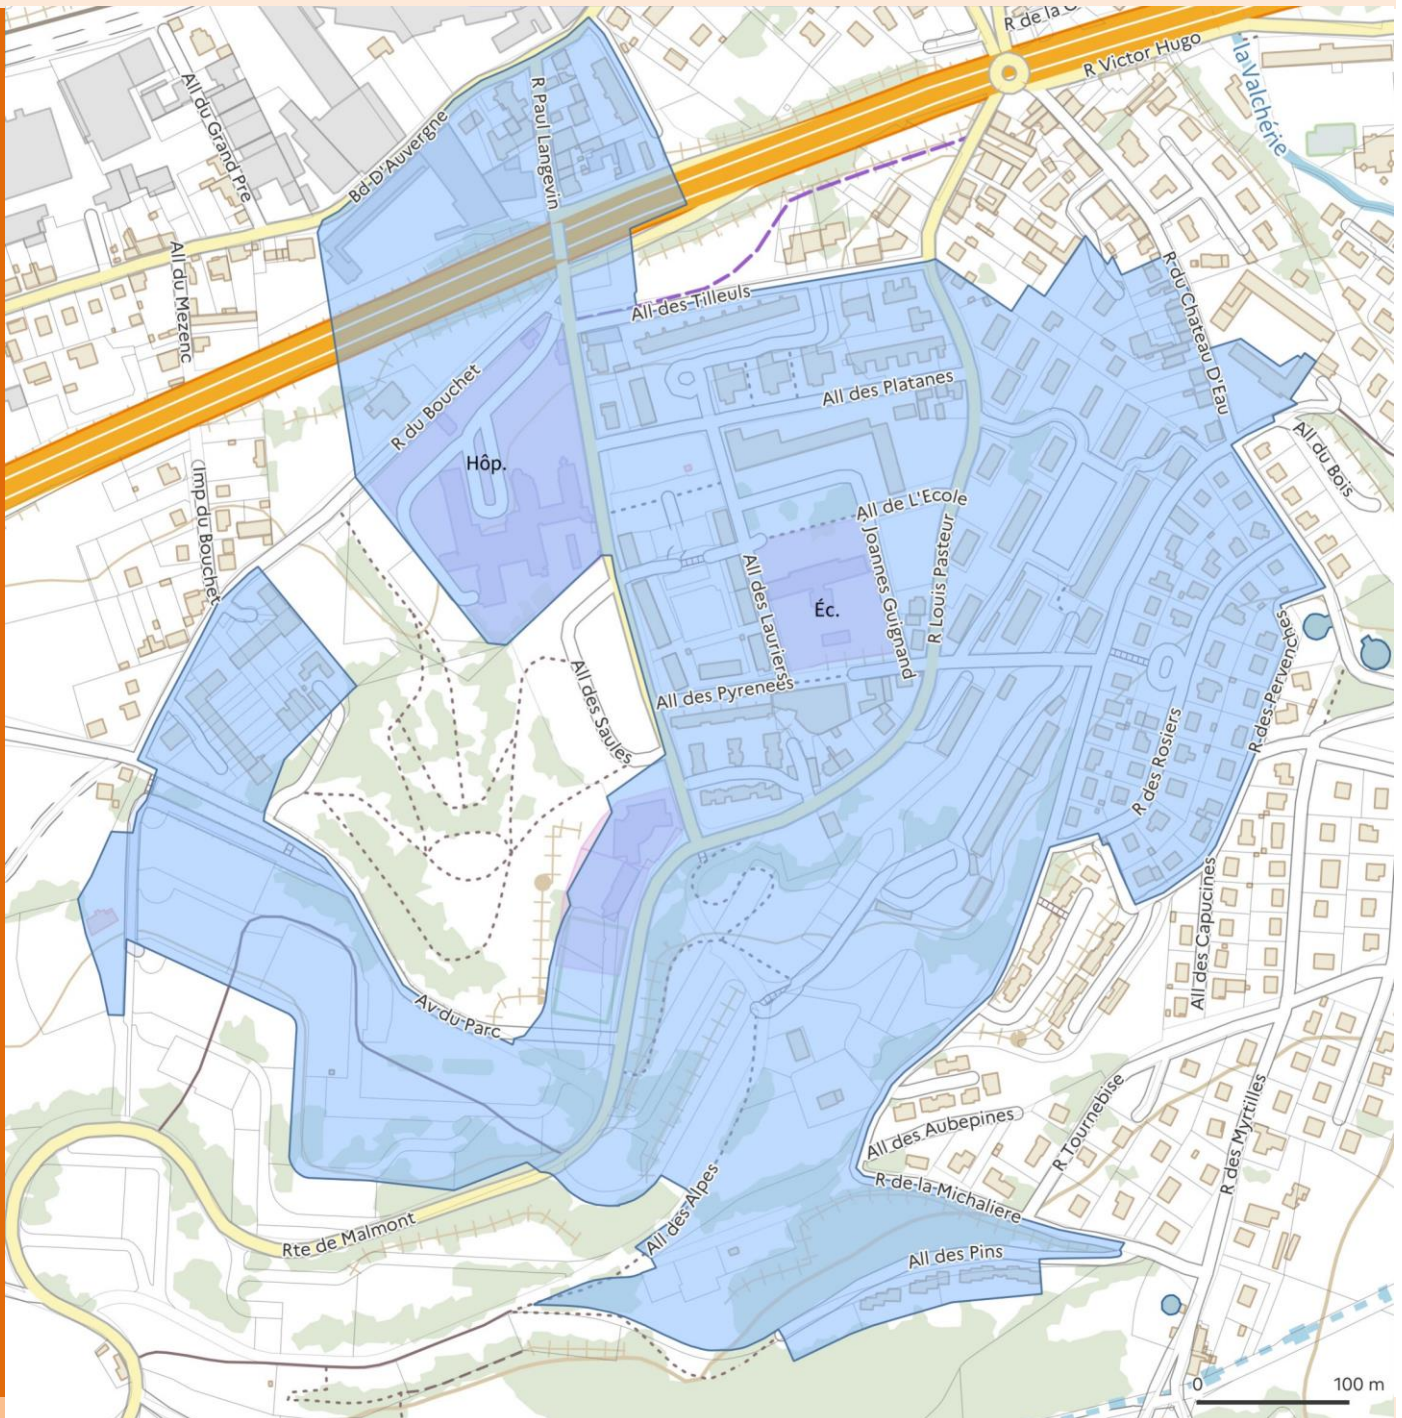 R de la G
R Victor Hugo
la Valchérie
All du Grand Pre
R Paul Langevin
Bd D'Auvergne
All du Mezenc
All des Tilleuls
R du Chateau D'Eau
All des Platanes
R du Bouchet
Hôp.
All du Bois
Imp du Bouchet
All de L'Ecole
Joannes Guignand
R Louis Pasteur
All des Lauriers
Éc.
R des Pervenches
All des Saules
All des Pyrenees
R des Rosiers
All des Capucines
Av du Parc
All des Aubepines
R Tournebise
R des Myrtilles
R de la Michaliere
All des Alpes
Rte de Malmont
All des Pins
0
100 m